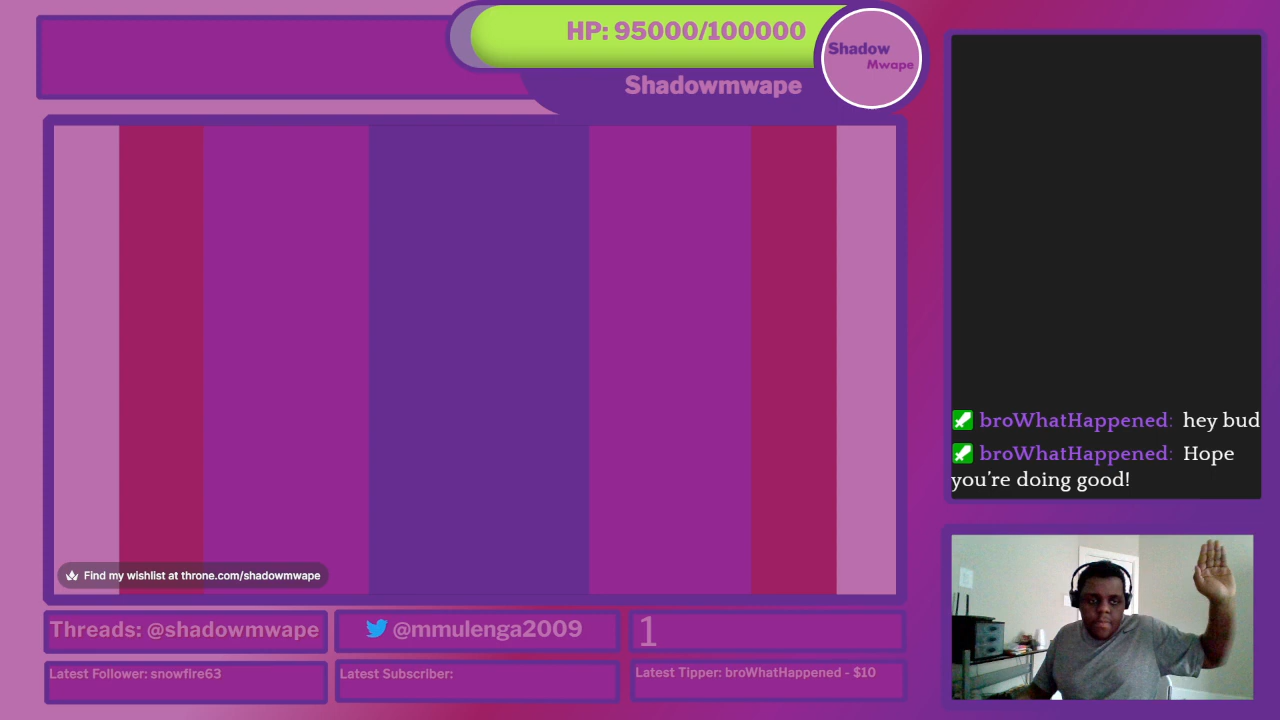 HP: 95000/100000
Shadow
Mwape
Shadowmwape
broWhatHappened: hey bud
broWhatHappened: Hope
you're doing good!
Find my wishlist at throne.com/shadowmwape
Threads: @shadowmwape
@mmulenga2009
1
Latest Follower: snowfire63
Latest Subscriber:
Latest Tipper: broWhatHappened - $10